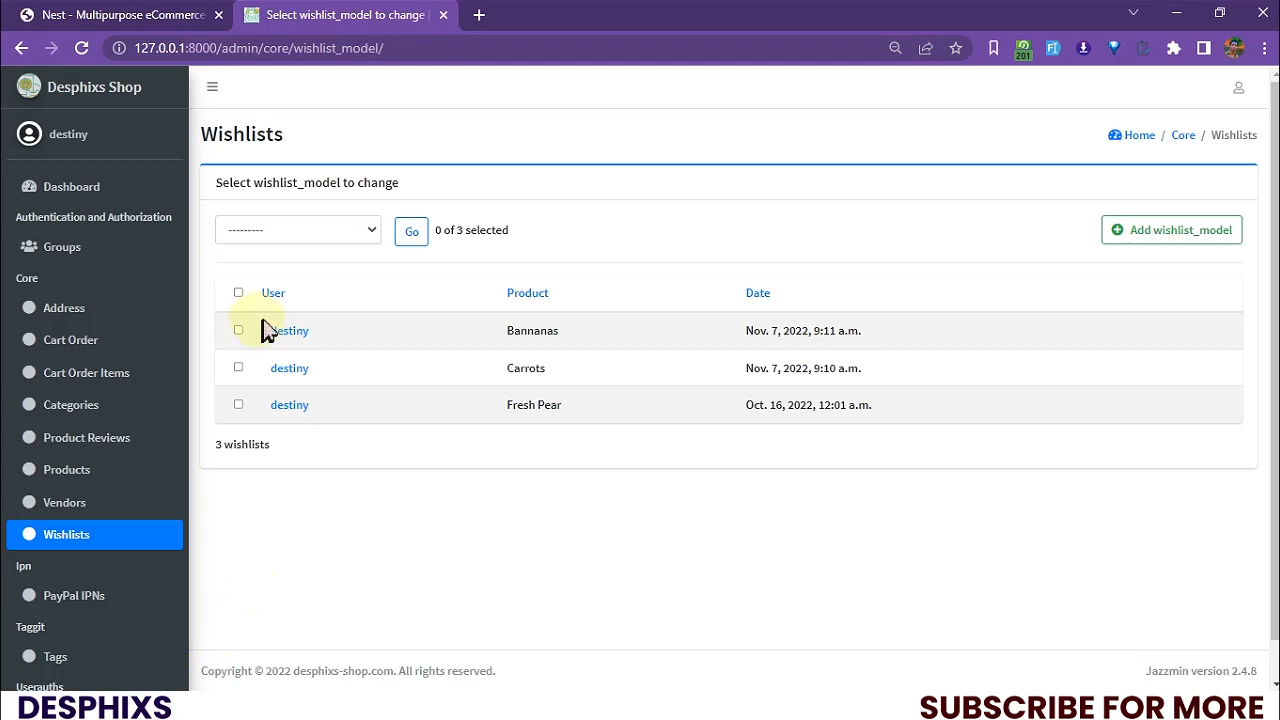 Nest - Multipurpose eCommerce
Select wishlist_model to change |
127.0.0.1:8000/admin/core/wishlist_model/
201
Desphixs Shop
destiny
Dashboard
Authentication and Authorization
Groups
Core
Address
Cart Order
Cart Order Items
Categories
Product Reviews
Products
Vendors
Wishlists
Ipn
PayPal IPNs
Taggit
Tags
Userauths
Wishlists
Home / Core / Wishlists
Select wishlist_model to change
---------
Go
0 of 3 selected
Add wishlist_model
User Product Date
destiny Bannanas Nov. 7, 2022, 9:11 a.m.
destiny Carrots Nov. 7, 2022, 9:10 a.m.
destiny Fresh Pear Oct. 16, 2022, 12:01 a.m.
3 wishlists
Copyright © 2022 desphixs-shop.com. All rights reserved.
Jazzmin version 2.4.8
DESPHIXS
SUBSCRIBE FOR MORE